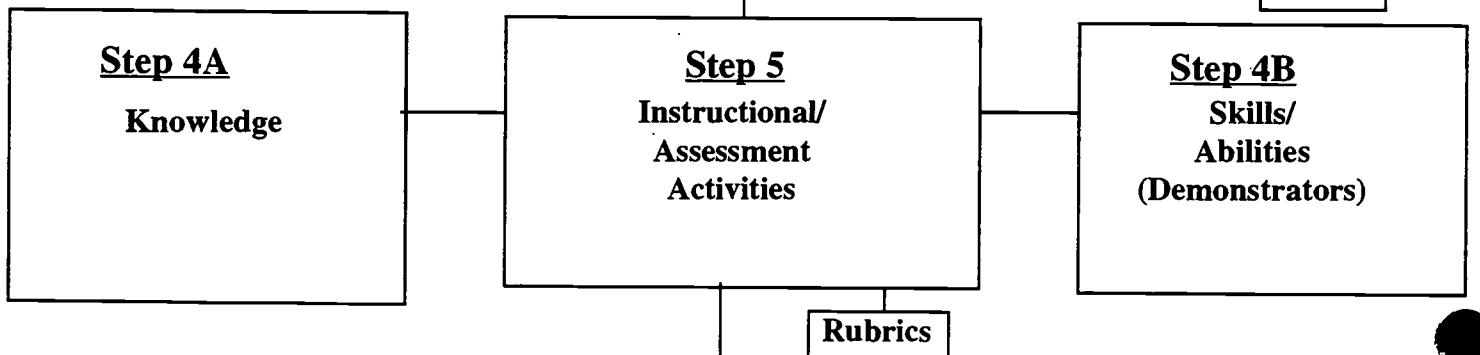 Step 4A
Knowledge
Step 5
Instructional/
Assessment
Activities
Step 4B
Skills/
Abilities
(Demonstrators)
Rubrics